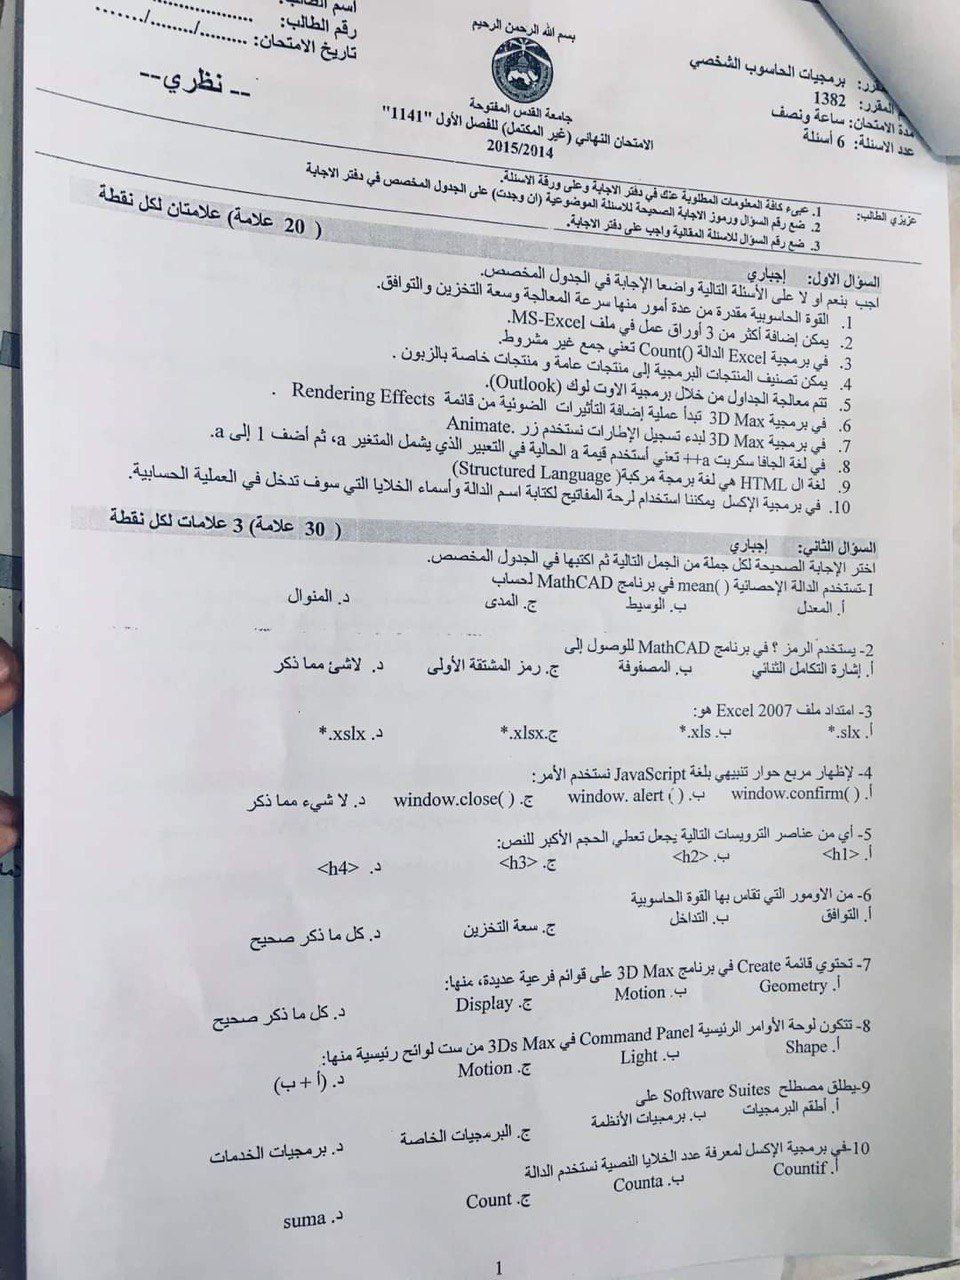 اسم الطالب: ................
رقم الطالب: ................
تاريخ الامتحان: ......../......../.......
-- نظري --
بسم الله الرحمن الرحيم
جامعة القدس المفتوحة
الامتحان النهائي (غير المكتمل) للفصل الأول "1141"
2015/2014
برمجيات الحاسوب الشخصي
المقرر: 1382
مدة الامتحان: ساعة ونصف
عدد الاسئلة: 6 أسئلة
عزيزي الطالب: 1. عبىء كافة المعلومات المطلوبة عنك في دفتر الاجابة وعلى ورقة الاسئلة.
2. ضع رقم السؤال ورموز الاجابة الصحيحة للاسئلة الموضوعية (ان وجدت) على الجدول المخصص في دفتر الاجابة
3. ضع رقم السؤال للاسئلة المقالية واجب على دفتر الاجابة.
السؤال الاول: إجباري ( 20 علامة) علامتان لكل نقطة
اجب بنعم او لا على الأسئلة التالية واضعا الإجابة في الجدول المخصص.
1. القوة الحاسوبية مقدرة من عدة أمور منها سرعة المعالجة وسعة التخزين والتوافق.
2. يمكن إضافة أكثر من 3 أوراق عمل في ملف MS-Excel.
3. في برمجية Excel الدالة Count() تعني جمع غير مشروط.
4. يمكن تصنيف المنتجات البرمجية إلى منتجات عامة و منتجات خاصة بالزبون .
5. تتم معالجة الجداول من خلال برمجية الاوت لوك (Outlook).
6. في برمجية 3D Max تبدأ عملية إضافة التأثيرات الضوئية من قائمة Rendering Effects .
7. في برمجية 3D Max لبدء تسجيل الإطارات نستخدم زر Animate.
8. في لغة الجافا سكربت a++ تعني أستخدم قيمة a الحالية في التعبير الذي يشمل المتغير a، ثم أضف 1 إلى a.
9. لغة ال HTML هي لغة برمجة مركبة( Structured Language)
10. في برمجية الإكسل يمكننا استخدام لرحة المفاتيح لكتابة اسم الدالة وأسماء الخلايا التي سوف تدخل في العملية الحسابية.
السؤال الثاني: إجباري ( 30 علامة) 3 علامات لكل نقطة
اختر الإجابة الصحيحة لكل جملة من الجمل التالية ثم اكتبها في الجدول المخصص.
1-تستخدم الدالة الإحصائية mean( ) في برنامج MathCAD لحساب
أ. المعدل ب. الوسيط ج. المدى د. المنوال
2- يستخدم الرمز ؟ في برنامج MathCAD للوصول إلى
أ. إشارة التكامل الثنائي ب. المصفوفة ج. رمز المشتقة الأولى د. لاشئ مما ذكر
3- امتداد ملف Excel 2007 هو:
أ. *.slx ب. *.xls ج. *.xlsx د. *.xslx
4- لإظهار مربع حوار تنبيهي بلغة JavaScript نستخدم الأمر:
أ. window.confirm( ) ب. window. alert ( ) ج. window.close( ) د. لا شيء مما ذكر
5- أي من عناصر الترويسات التالية يجعل تعطي الحجم الأكبر للنص:
أ. <h1> ب. <h2> ج. <h3> د. <h4>
6- من الاومور التي تقاس بها القوة الحاسوبية
أ. التوافق ب. التداخل ج. سعة التخزين د. كل ما ذكر صحيح
7- تحتوي قائمة Create في برنامج 3D Max على قوائم فرعية عديدة، منها:
أ. Geometry ب. Motion ج. Display د. كل ما ذكر صحيح
8- تتكون لوحة الأوامر الرئيسية Command Panel في 3Ds Max من ست لوائح رئيسية منها:
أ. Shape ب. Light ج. Motion د. (أ + ب)
9-يطلق مصطلح Software Suites على
أ. أطقم البرمجيات ب. برمجيات الأنظمة ج. البرمجيات الخاصة د. برمجيات الخدمات
10-في برمجية الإكسل لمعرفة عدد الخلايا النصية نستخدم الدالة
أ. Countif ب. Counta ج. Count د. suma
1